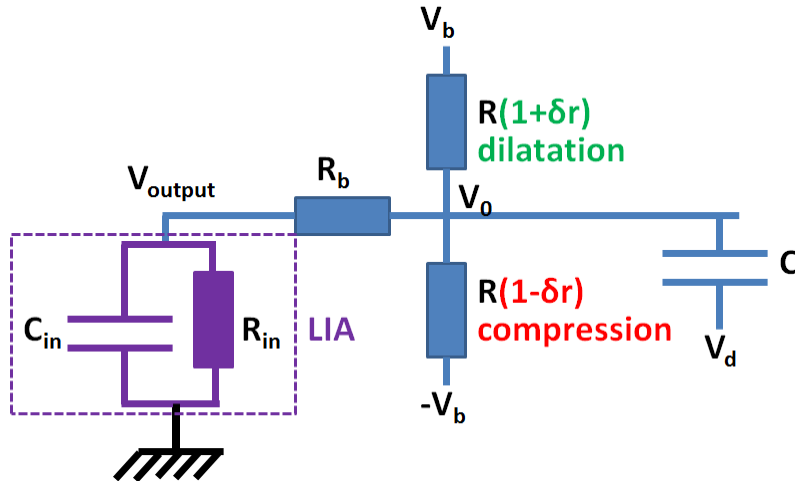 V_b
R(1+δr)
dilatation
R_b
V_output
V_0
C_in
R_in
LIA
R(1-δr)
compression
C
V_d
-V_b